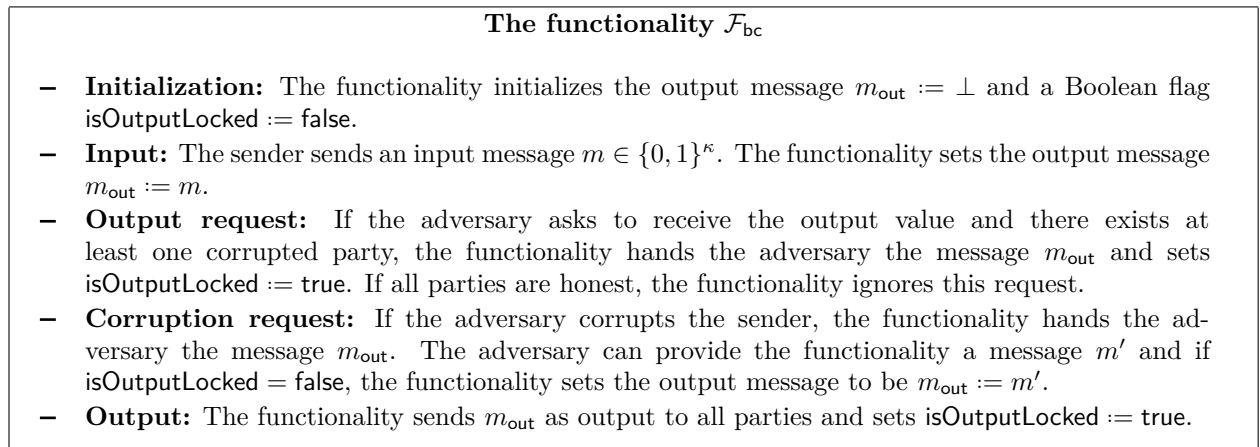 The functionality 𝓕bc
– Initialization: The functionality initializes the output message mout := ⊥ and a Boolean flag
isOutputLocked := false.
– Input: The sender sends an input message m ∈ {0, 1}^κ. The functionality sets the output message
mout := m.
– Output request: If the adversary asks to receive the output value and there exists at
least one corrupted party, the functionality hands the adversary the message mout and sets
isOutputLocked := true. If all parties are honest, the functionality ignores this request.
– Corruption request: If the adversary corrupts the sender, the functionality hands the ad-
versary the message mout. The adversary can provide the functionality a message m′ and if
isOutputLocked = false, the functionality sets the output message to be mout := m′.
– Output: The functionality sends mout as output to all parties and sets isOutputLocked := true.